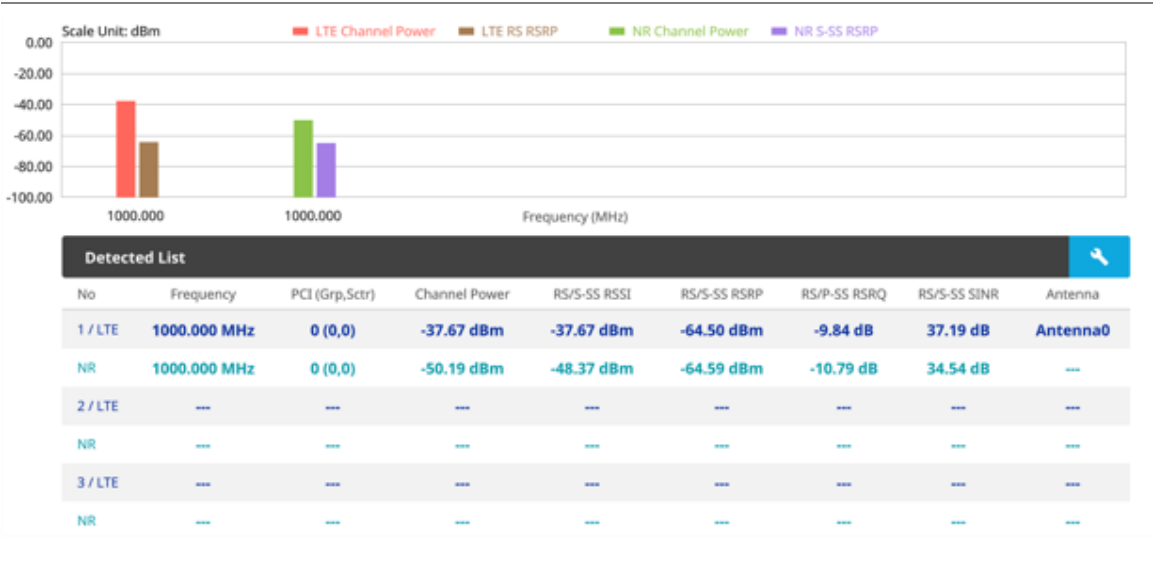 Scale Unit: dBm LTE Channel Power LTE RS RSRP NR Channel Power NR S-SS RSRP
0.00
-20.00
-40.00
-60.00
-80.00
-100.00
1000.000 1000.000 Frequency (MHz)
Detected List
No Frequency PCI (Grp,Sctr) Channel Power RS/S-SS RSSI RS/S-SS RSRP RS/P-SS RSRQ RS/S-SS SINR Antenna
1 / LTE 1000.000 MHz 0 (0,0) -37.67 dBm -37.67 dBm -64.50 dBm -9.84 dB 37.19 dB Antenna0
NR 1000.000 MHz 0 (0,0) -50.19 dBm -48.37 dBm -64.59 dBm -10.79 dB 34.54 dB ---
2 / LTE --- --- --- --- --- --- --- ---
NR --- --- --- --- --- --- --- ---
3 / LTE --- --- --- --- --- --- --- ---
NR --- --- --- --- --- --- --- ---